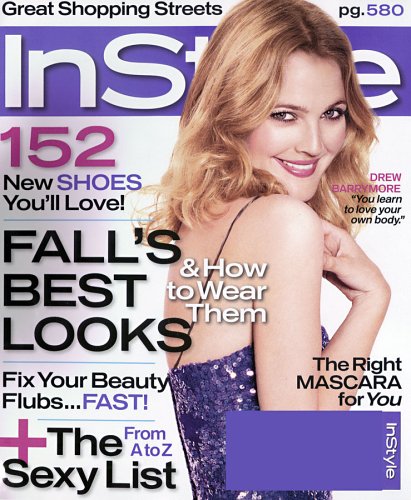 Great Shopping Streets
pg.580
InStyle
152
New SHOES
You'll Love!
DREW
BARRYMORE
"You learn
to love your
own body."
FALL'S
BEST
LOOKS
& How
to Wear
Them
Fix Your Beauty
Flubs...FAST!
The Right
MASCARA
for You
+The From
A to Z
Sexy List
InStyle